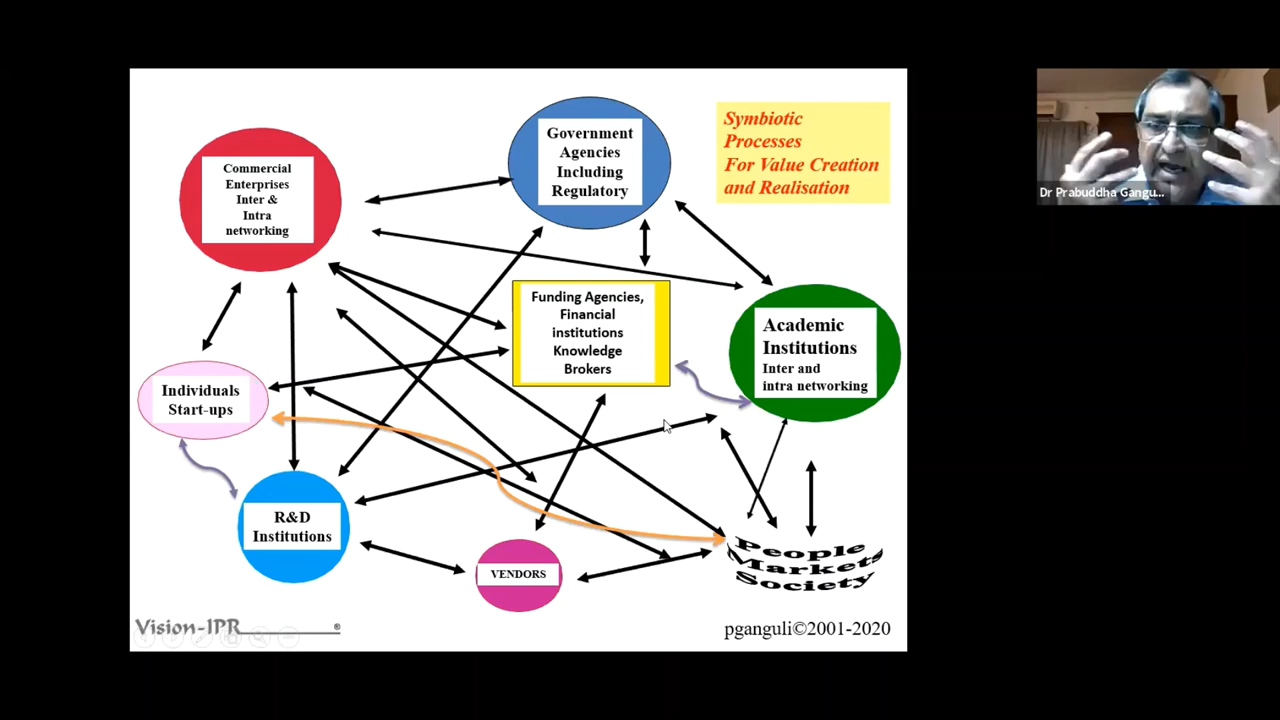 Symbiotic
Processes
For Value Creation
and Realisation
Government
Agencies
Including
Regulatory
Commercial
Enterprises
Inter &
Intra
networking
Funding Agencies,
Financial
institutions
Knowledge
Brokers
Academic
Institutions
Inter and
intra networking
Individuals
Start-ups
R&D
Institutions
VENDORS
People
Markets
Society
Vision-IPR ®
pganguli©2001-2020
Dr Prabuddha Gangu...